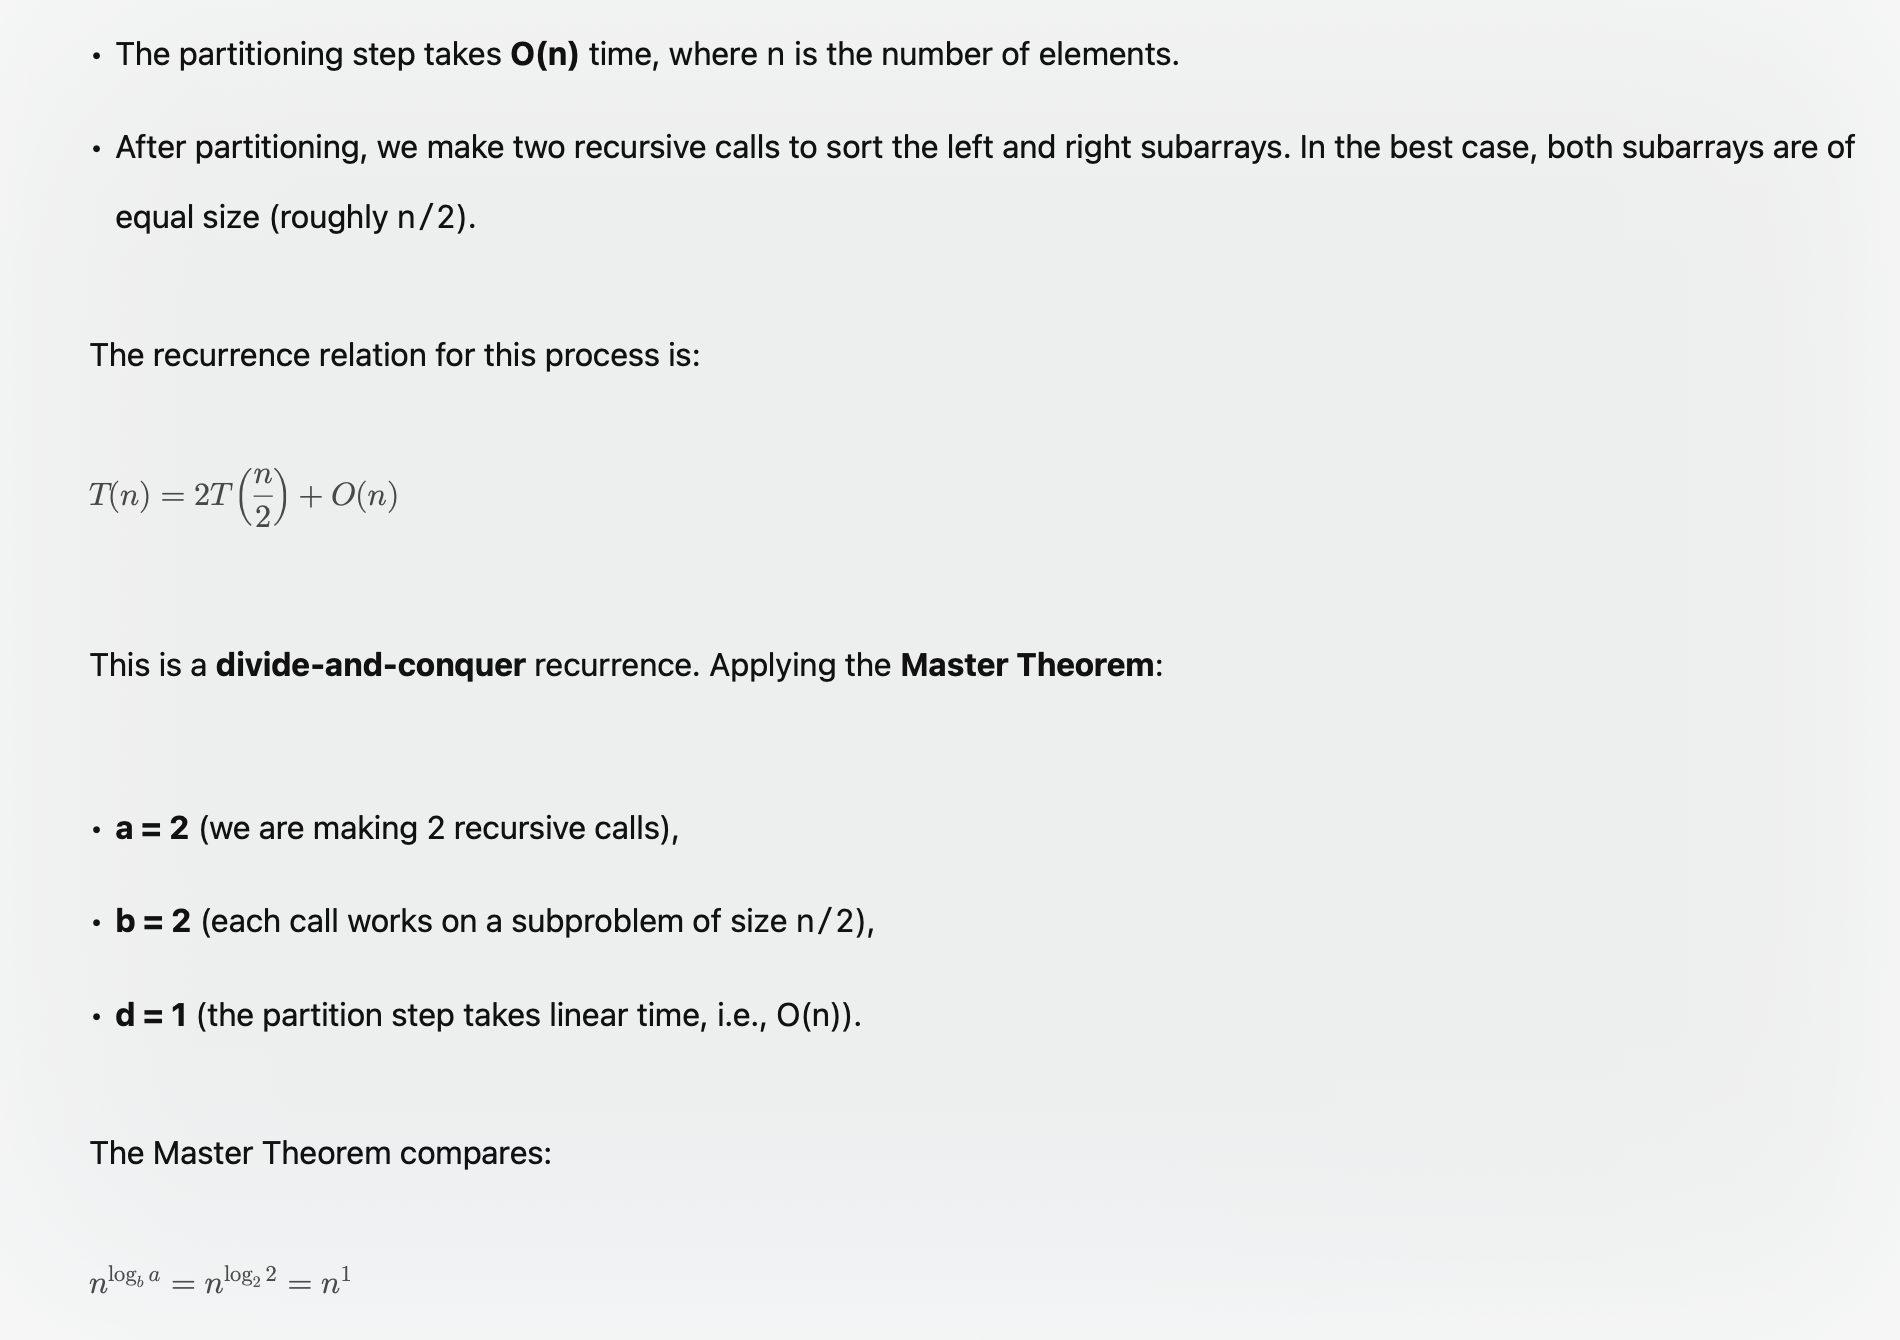 • The partitioning step takes O(n) time, where n is the number of elements.
• After partitioning, we make two recursive calls to sort the left and right subarrays. In the best case, both subarrays are of
equal size (roughly n/2).
The recurrence relation for this process is:
T(n) = 2T(n/2) + O(n)
This is a divide-and-conquer recurrence. Applying the Master Theorem:
• a = 2 (we are making 2 recursive calls),
• b = 2 (each call works on a subproblem of size n/2),
• d = 1 (the partition step takes linear time, i.e., O(n)).
The Master Theorem compares:
n^{log_b a} = n^{log_2 2} = n^1